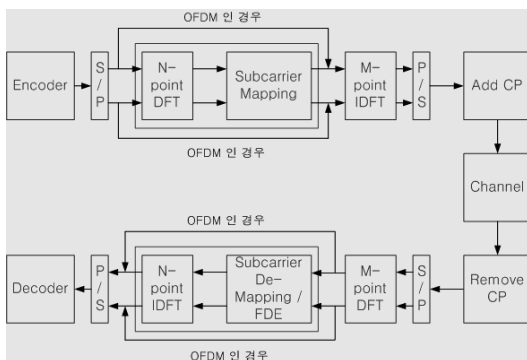 OFDM 인 경우
Encoder
S
/
P
N-
point
DFT
Subcarrier
Mapping
M-
point
IDFT
P
/
S
Add CP
OFDM 인 경우
Channel
OFDM 인 경우
Decoder
P
/
S
N-
point
IDFT
Subcarrier
De-
Mapping /
FDE
M-
point
DFT
S
/
P
Remove
CP
OFDM 인 경우